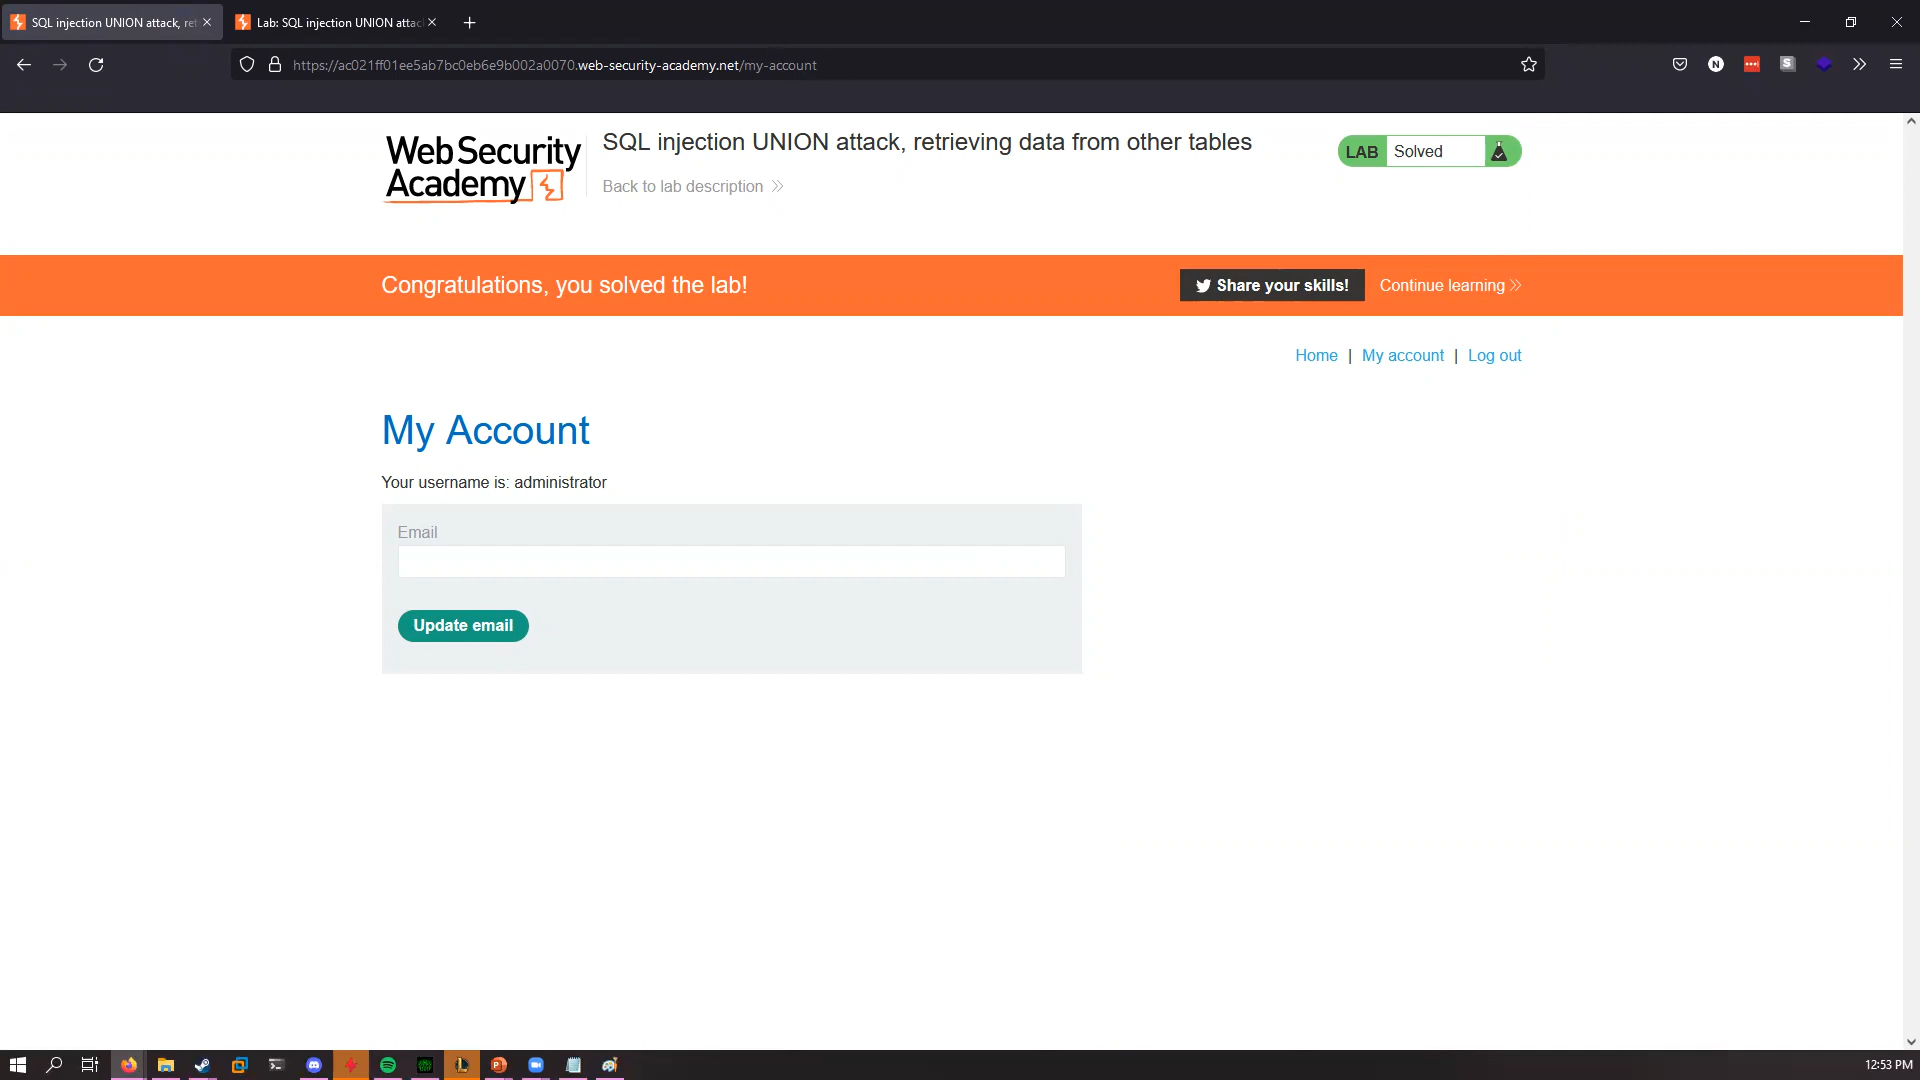 SQL injection UNION attack, ret
Lab: SQL injection UNION attac
https://ac021ff01ee5ab7bc0eb6e9b002a0070.web-security-academy.net/my-account
N
S
WebSecurity
Academy
SQL injection UNION attack, retrieving data from other tables
Back to lab description
LAB Solved
Congratulations, you solved the lab!
Share your skills!
Continue learning
Home | My account | Log out
My Account
Your username is: administrator
Email
Update email
12:53 PM